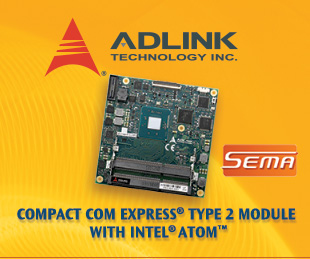 ADLINK
TECHNOLOGY INC.
®
SEMA
COMPACT COM EXPRESS® TYPE 2 MODULE
WITH INTEL® ATOM™